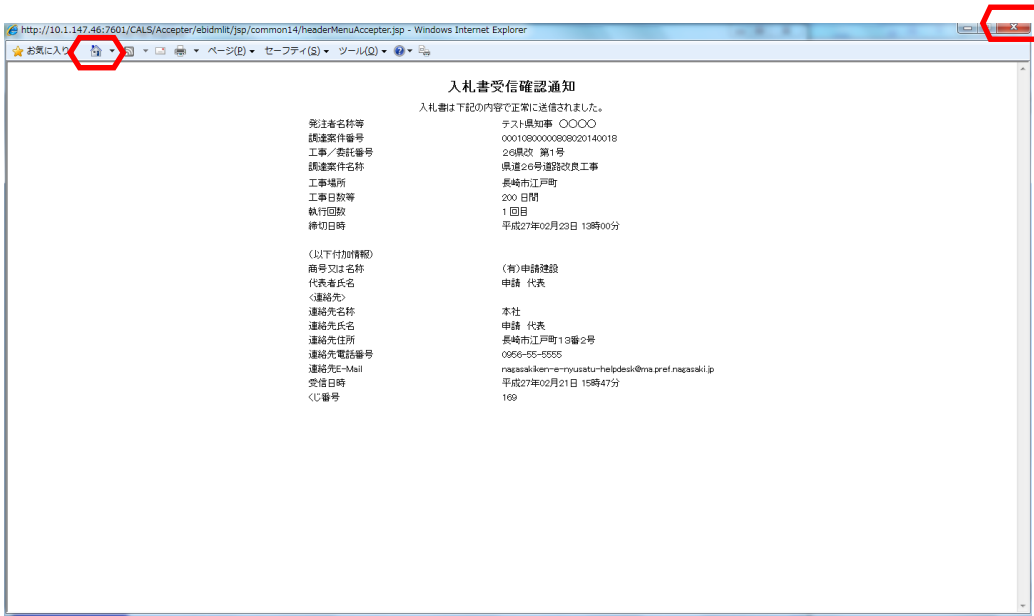 http://10.1.147.46:7601/CALS/Accepter/ebidmlit/jsp/common14/headerMenuAccepter.jsp - Windows Internet Explorer
お気に入り ページ(P) セーフティ(S) ツール(O)
入札書受信確認通知
入札書は下記の内容で正常に送信されました。
発注者名称等 テスト県知事 〇〇〇〇
調達案件番号 00010800000808020140018
工事/委託番号 26県改 第1号
調達案件名称 県道26号道路改良工事
工事場所 長崎市江戸町
工事日数等 200 日間
執行回数 1 回目
締切日時 平成27年02月23日 13時00分
(以下付加情報)
商号又は名称 (有)申請建設
代表者氏名 申請 代表
<連絡先>
連絡先名称 本社
連絡先氏名 申請 代表
連絡先住所 長崎市江戸町13番2号
連絡先電話番号 0956-55-5555
連絡先E-Mail nagasakiken-e-nyusatu-helpdesk@ma.pref.nagasaki.jp
受信日時 平成27年02月21日 15時47分
くじ番号 169